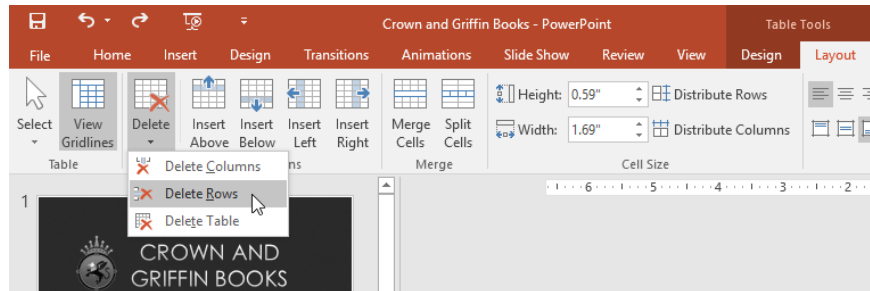 Crown and Griffin Books - PowerPoint
Table Tools
File Home Insert Design Transitions Animations Slide Show Review View Design Layout
Select View Gridlines Delete Insert Above Insert Below Insert Left Insert Right Merge Cells Split Cells
Height: 0.59" Distribute Rows
Width: 1.69" Distribute Columns
Table ns Merge Cell Size
Delete Columns
Delete Rows
Delete Table
6 5 4 3 2
1
CROWN AND
GRIFFIN BOOKS